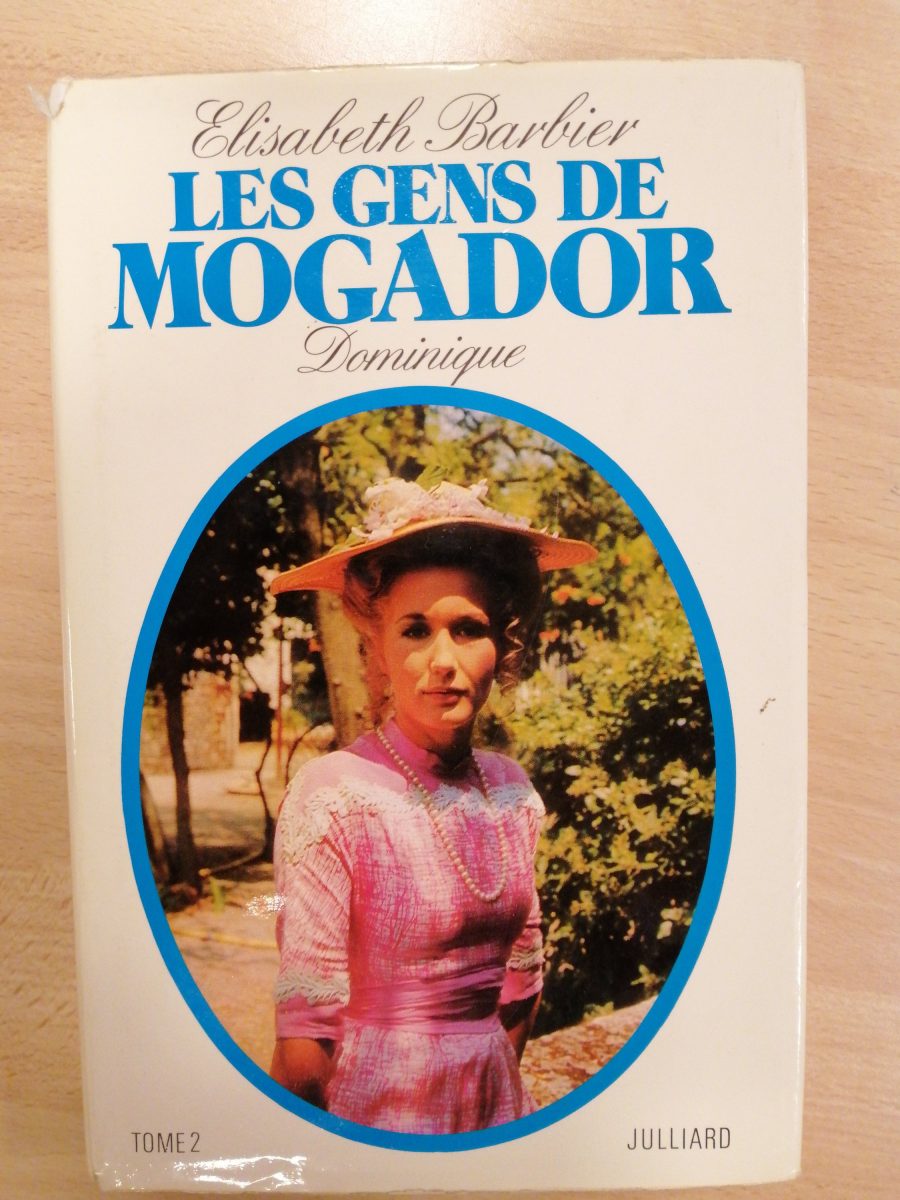 Elisabeth Barbier
LES GENS DE
MOGADOR
Dominique
TOME 2
JULLIARD